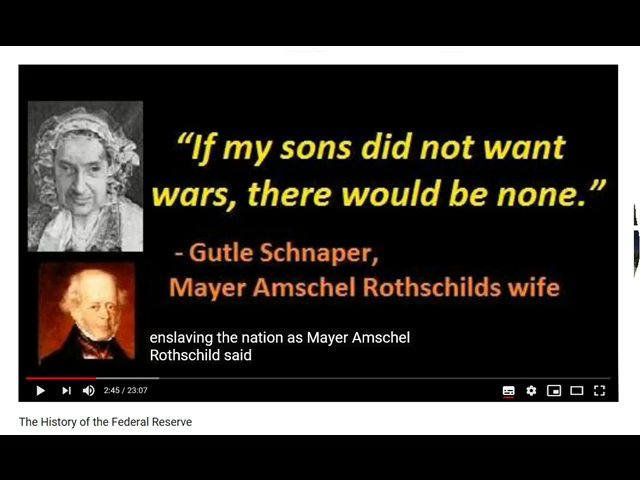 “If my sons did not want
wars, there would be none.”
- Gutle Schnaper,
Mayer Amschel Rothschilds wife
enslaving the nation as Mayer Amschel
Rothschild said
2:45 / 23:07
The History of the Federal Reserve